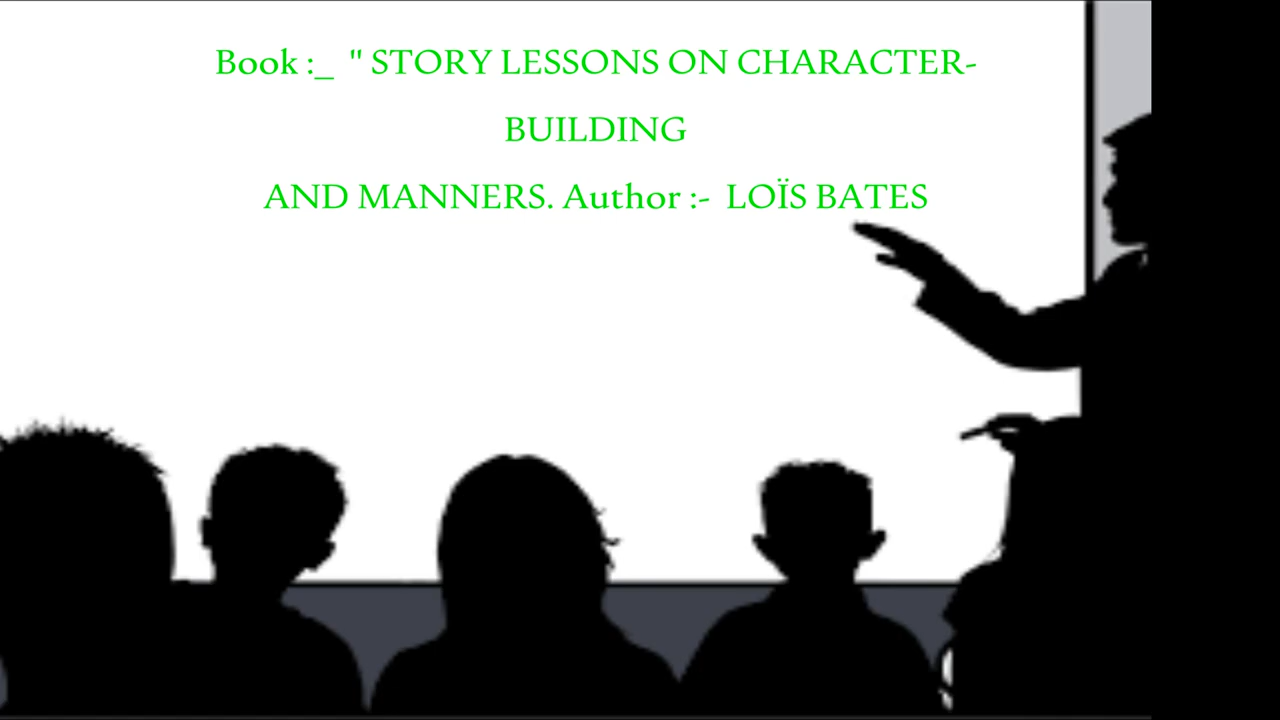 Book :_ " STORY LESSONS ON CHARACTER-
BUILDING
AND MANNERS. Author :- LOÏS BATES